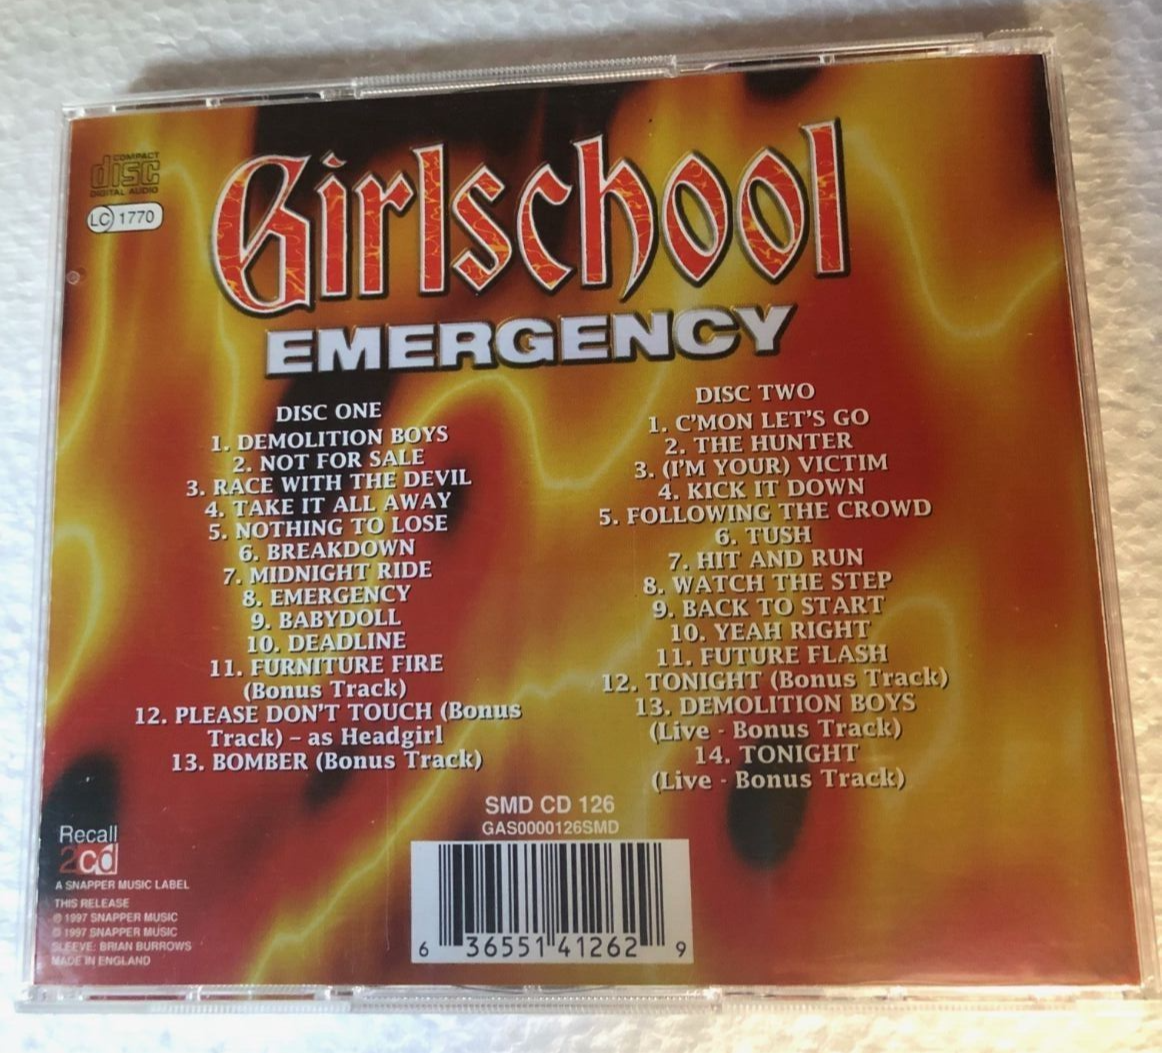 COMPACT
disc
DIGITAL AUDIO
LC 1770
Girlschool
EMERGENCY
DISC ONE
1. DEMOLITION BOYS
2. NOT FOR SALE
3. RACE WITH THE DEVIL
4. TAKE IT ALL AWAY
5. NOTHING TO LOSE
6. BREAKDOWN
7. MIDNIGHT RIDE
8. EMERGENCY
9. BABYDOLL
10. DEADLINE
11. FURNITURE FIRE
(Bonus Track)
12. PLEASE DON'T TOUCH (Bonus
Track) – as Headgirl
13. BOMBER (Bonus Track)
DISC TWO
1. C'MON LET'S GO
2. THE HUNTER
3. (I'M YOUR) VICTIM
4. KICK IT DOWN
5. FOLLOWING THE CROWD
6. TUSH
7. HIT AND RUN
8. WATCH THE STEP
9. BACK TO START
10. YEAH RIGHT
11. FUTURE FLASH
12. TONIGHT (Bonus Track)
13. DEMOLITION BOYS
(Live - Bonus Track)
14. TONIGHT
(Live - Bonus Track)
SMD CD 126
GAS0000126SMD
6 36551 41262 9
Recall
2cd
A SNAPPER MUSIC LABEL
THIS RELEASE
℗ 1997 SNAPPER MUSIC
© 1997 SNAPPER MUSIC
SLEEVE: BRIAN BURROWS
MADE IN ENGLAND